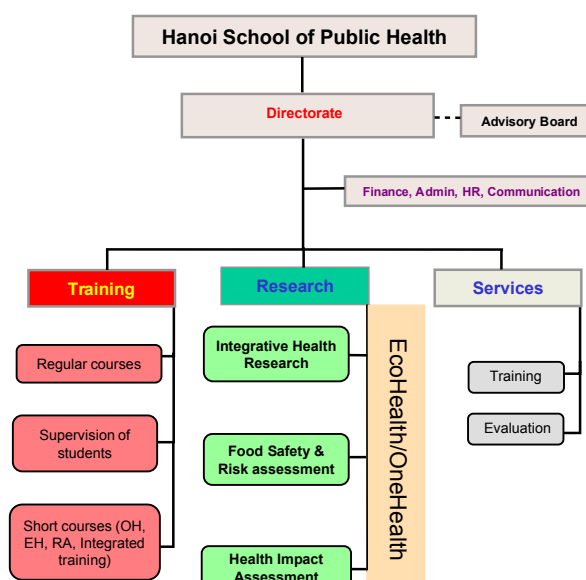 Hanoi School of Public Health
Directorate
Advisory Board
Finance, Admin, HR, Communication
Training
Research
Services
Regular courses
Supervision of
students
Short courses (OH,
EH, RA, Integrated
training)
Integrative Health
Research
Food Safety &
Risk assessment
Health Impact
Assessment
EcoHealth/OneHealth
Training
Evaluation